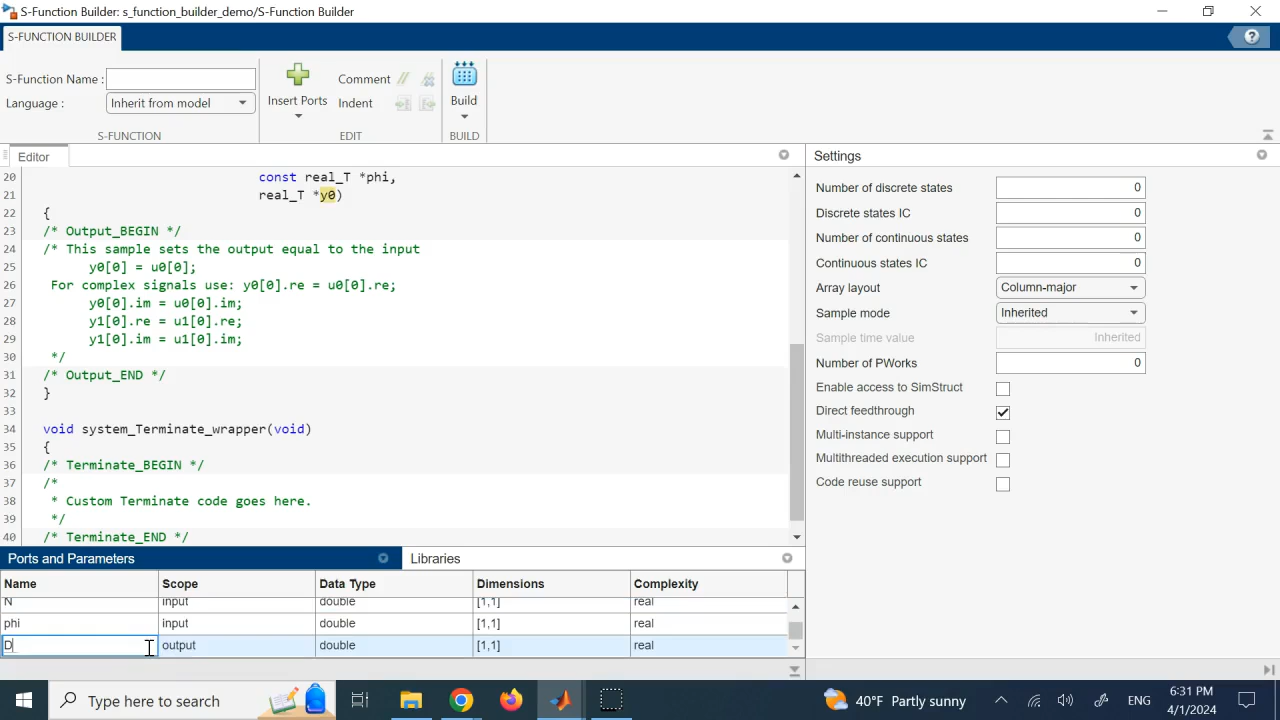 S-Function Builder: s_function_builder_demo/S-Function Builder
S-FUNCTION BUILDER
S-Function Name :
Language :
Inherit from model
S-FUNCTION
Insert Ports
Comment
Indent
EDIT
Build
BUILD
Editor
20 const real_T *phi,
21 real_T *y0)
22 {
23 /* Output_BEGIN */
24 /* This sample sets the output equal to the input
25 y0[0] = u0[0];
26 For complex signals use: y0[0].re = u0[0].re;
27 y0[0].im = u0[0].im;
28 y1[0].re = u1[0].re;
29 y1[0].im = u1[0].im;
30 */
31 /* Output_END */
32 }
33
34 void system_Terminate_wrapper(void)
35 {
36 /* Terminate_BEGIN */
37 /*
38 * Custom Terminate code goes here.
39 */
40 /* Terminate_END */
Settings
Number of discrete states 0
Discrete states IC 0
Number of continuous states 0
Continuous states IC 0
Array layout Column-major
Sample mode Inherited
Sample time value Inherited
Number of PWorks 0
Enable access to SimStruct
Direct feedthrough
Multi-instance support
Multithreaded execution support
Code reuse support
Ports and Parameters
Libraries
Name Scope Data Type Dimensions Complexity
N input double [1,1] real
phi input double [1,1] real
D output double [1,1] real
Type here to search
40°F Partly sunny
ENG
6:31 PM
4/1/2024